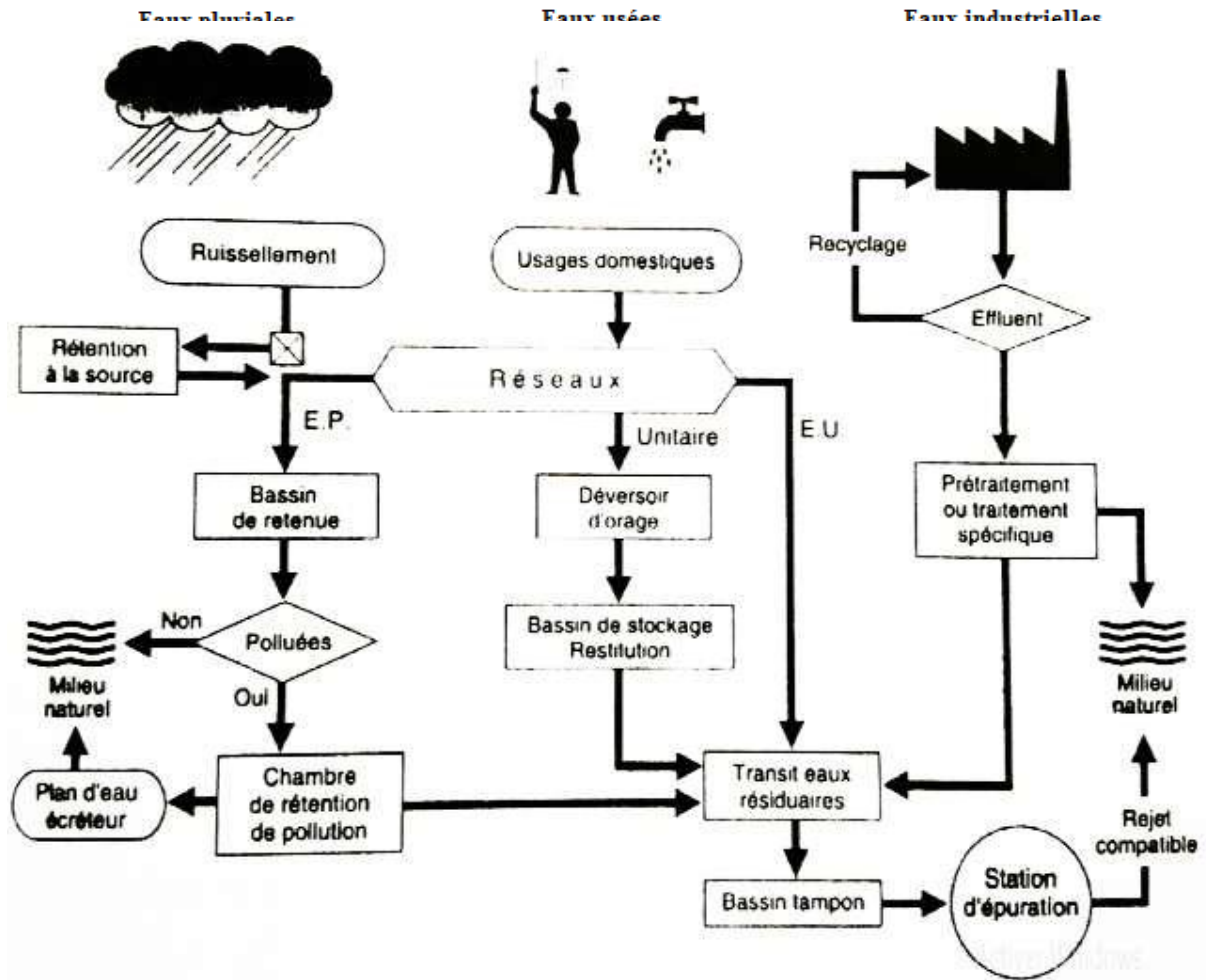 Eaux pluviales
Eaux usées
Eaux industrielles
Ruissellement
Usages domestiques
Recyclage
Effluent
Rétention
à la source
Réseaux
E.P.
Unitaire
E.U.
Bassin
de retenue
Déversoir
d'orage
Prétraitement
ou traitement
spécifique
Non
Polluées
Oui
Milieu
naturel
Bassin de stockage
Restitution
Milieu
naturel
Plan d'eau
écrêteur
Chambre
de rétention
de pollution
Transit eaux
résiduaires
Rejet
compatible
Bassin tampon
Station
d'épuration
Windows